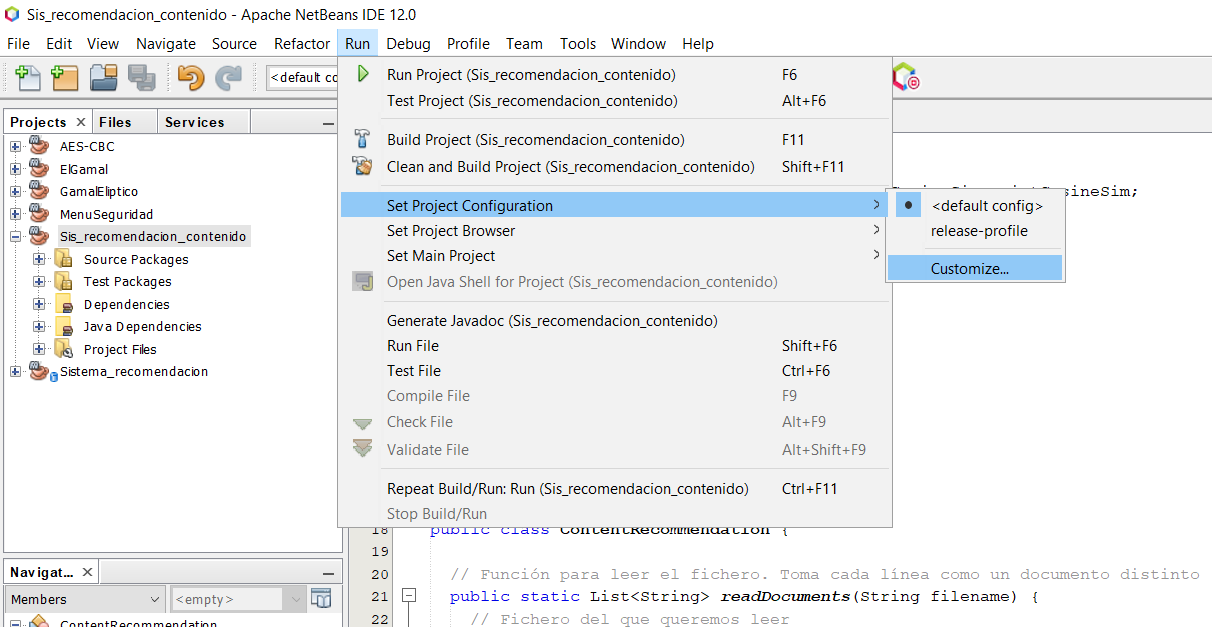 Sis_recomendacion_contenido - Apache NetBeans IDE 12.0
File Edit View Navigate Source Refactor Run Debug Profile Team Tools Window Help
<default co
Projects Files Services
AES-CBC
ElGamal
GamalEliptico
MenuSeguridad
Sis_recomendacion_contenido
Source Packages
Test Packages
Dependencies
Java Dependencies
Project Files
Sistema_recomendacion
Run Project (Sis_recomendacion_contenido) F6
Test Project (Sis_recomendacion_contenido) Alt+F6
Build Project (Sis_recomendacion_contenido) F11
Clean and Build Project (Sis_recomendacion_contenido) Shift+F11
Set Project Configuration >
Set Project Browser >
Set Main Project >
Open Java Shell for Project (Sis_recomendacion_contenido)
Generate Javadoc (Sis_recomendacion_contenido)
Run File Shift+F6
Test File Ctrl+F6
Compile File F9
Check File Alt+F9
Validate File Alt+Shift+F9
Repeat Build/Run: Run (Sis_recomendacion_contenido) Ctrl+F11
Stop Build/Run
<default config>
release-profile
Customize...
Navigat...
Members <empty>
ContentRecommendation
18 public class ContentRecommendation {
19
20 // Función para leer el fichero. Toma cada línea como un documento distinto
21 public static List<String> readDocuments(String filename) {
22 // Fichero del que queremos leer